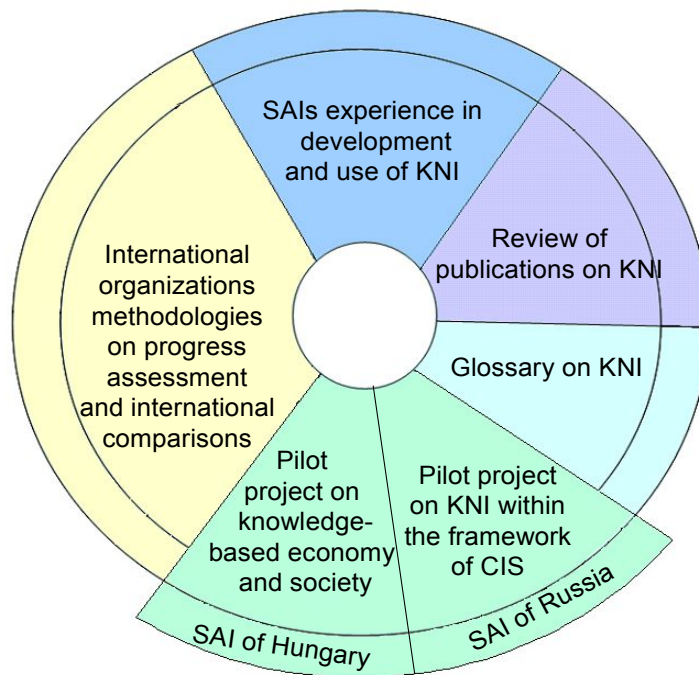 SAIs experience in
development
and use of KNI
Review of
publications on KNI
Glossary on KNI
International
organizations
methodologies
on progress
assessment
and international
comparisons
Pilot
project on
knowledge-
based economy
and society
Pilot project
on KNI within
the framework
of CIS
SAI of Hungary
SAI of Russia